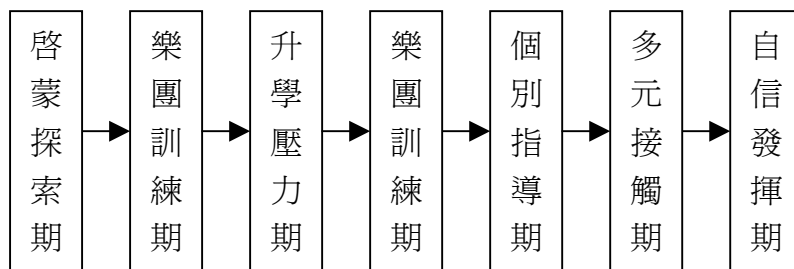 啓蒙探索期
樂團訓練期
升學壓力期
樂團訓練期
個別指導期
多元接觸期
自信發揮期